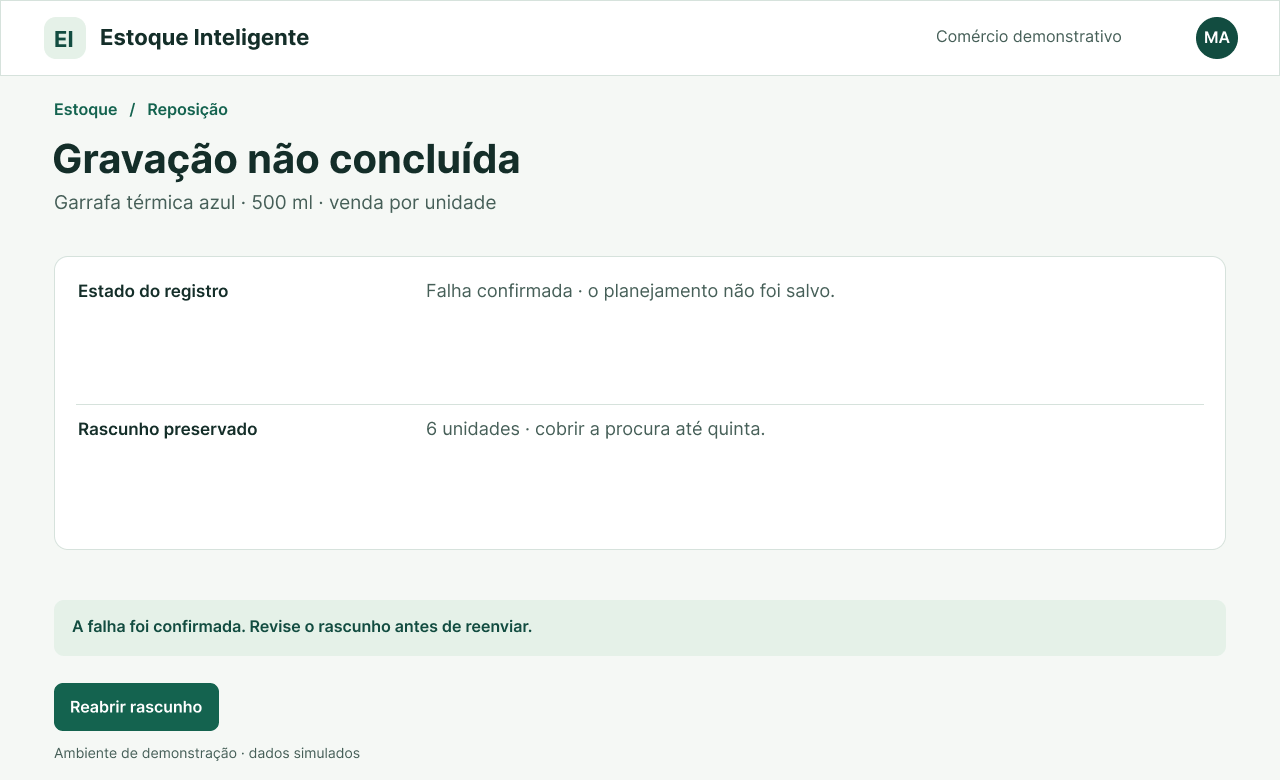 EI Estoque Inteligente Comércio demonstrativo MA
Estoque / Reposição
Gravação não concluída
Garrafa térmica azul · 500 ml · venda por unidade
Estado do registro Falha confirmada · o planejamento não foi salvo.
Rascunho preservado 6 unidades · cobrir a procura até quinta.
A falha foi confirmada. Revise o rascunho antes de reenviar.
Reabrir rascunho
Ambiente de demonstração · dados simulados